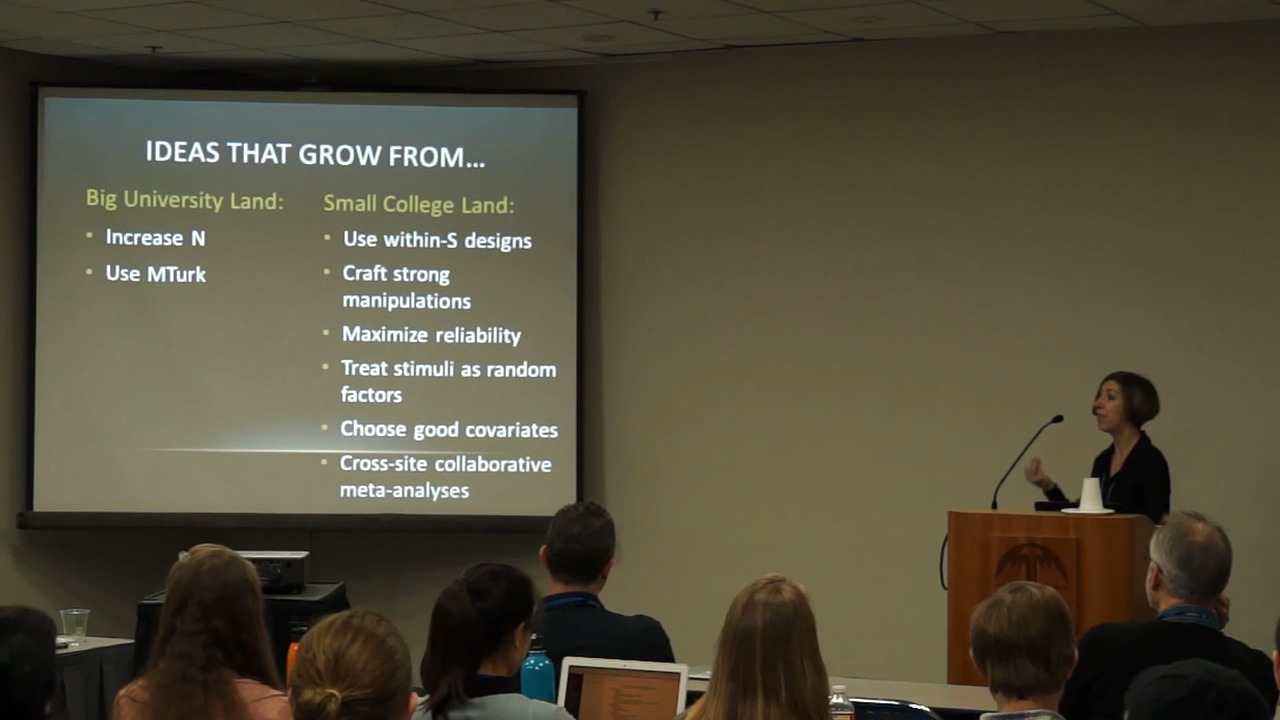 IDEAS THAT GROW FROM...
Big University Land:
• Increase N
• Use MTurk
Small College Land:
• Use within-S designs
• Craft strong
manipulations
• Maximize reliability
• Treat stimuli as random
factors
• Choose good covariates
• Cross-site collaborative
meta-analyses